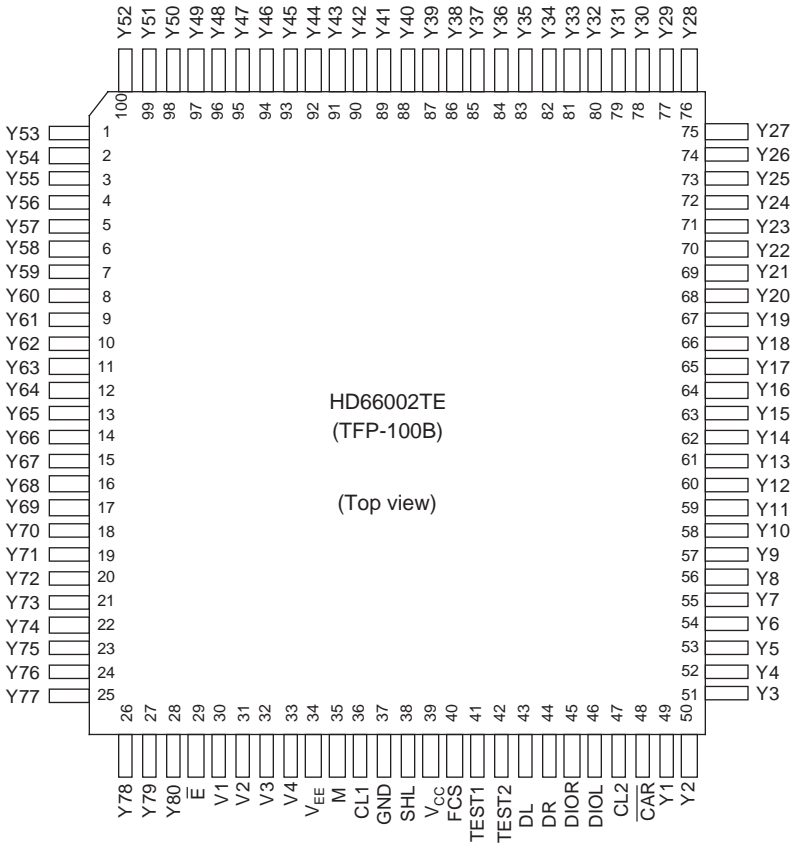 Y52 Y51 Y50 Y49 Y48 Y47 Y46 Y45 Y44 Y43 Y42 Y41 Y40 Y39 Y38 Y37 Y36 Y35 Y34 Y33 Y32 Y31 Y30 Y29 Y28
100 99 98 97 96 95 94 93 92 91 90 89 88 87 86 85 84 83 82 81 80 79 78 77 76
Y53 1 75 Y27
Y54 2 74 Y26
Y55 3 73 Y25
Y56 4 72 Y24
Y57 5 71 Y23
Y58 6 70 Y22
Y59 7 69 Y21
Y60 8 68 Y20
Y61 9 67 Y19
Y62 10 66 Y18
Y63 11 65 Y17
Y64 12 64 Y16
HD66002TE
Y65 13 63 Y15
(TFP-100B)
Y66 14 62 Y14
Y67 15 61 Y13
Y68 16 60 Y12
(Top view)
Y69 17 59 Y11
Y70 18 58 Y10
Y71 19 57 Y9
Y72 20 56 Y8
Y73 21 55 Y7
Y74 22 54 Y6
Y75 23 53 Y5
Y76 24 52 Y4
Y77 25 51 Y3
26 27 28 29 30 31 32 33 34 35 36 37 38 39 40 41 42 43 44 45 46 47 48 49 50
Y78 Y79 Y80 E̅ V1 V2 V3 V4 VEE M CL1 GND SHL VCC FCS TEST1 TEST2 DL DR DIOR DIOL CL2 C̅A̅R̅ Y1 Y2